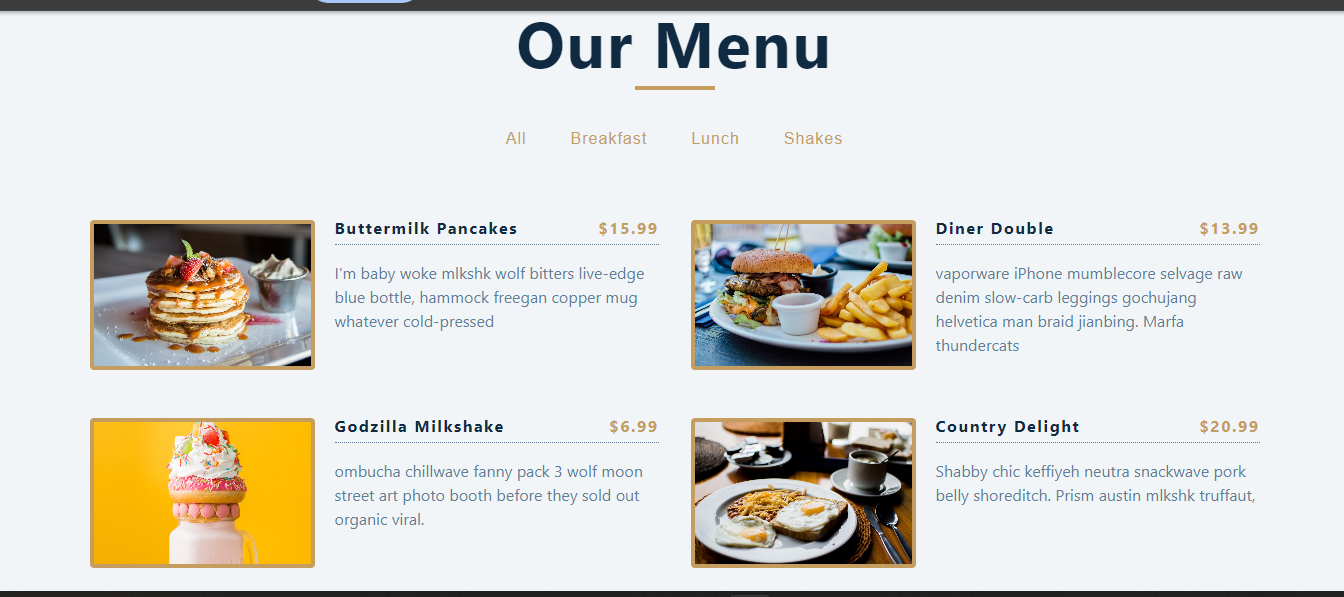 Our Menu
All Breakfast Lunch Shakes
Buttermilk Pancakes $15.99
I'm baby woke mlkshk wolf bitters live-edge
blue bottle, hammock freegan copper mug
whatever cold-pressed
Diner Double $13.99
vaporware iPhone mumblecore selvage raw
denim slow-carb leggings gochujang
helvetica man braid jianbing. Marfa
thundercats
Godzilla Milkshake $6.99
ombucha chillwave fanny pack 3 wolf moon
street art photo booth before they sold out
organic viral.
Country Delight $20.99
Shabby chic keffiyeh neutra snackwave pork
belly shoreditch. Prism austin mlkshk truffaut,